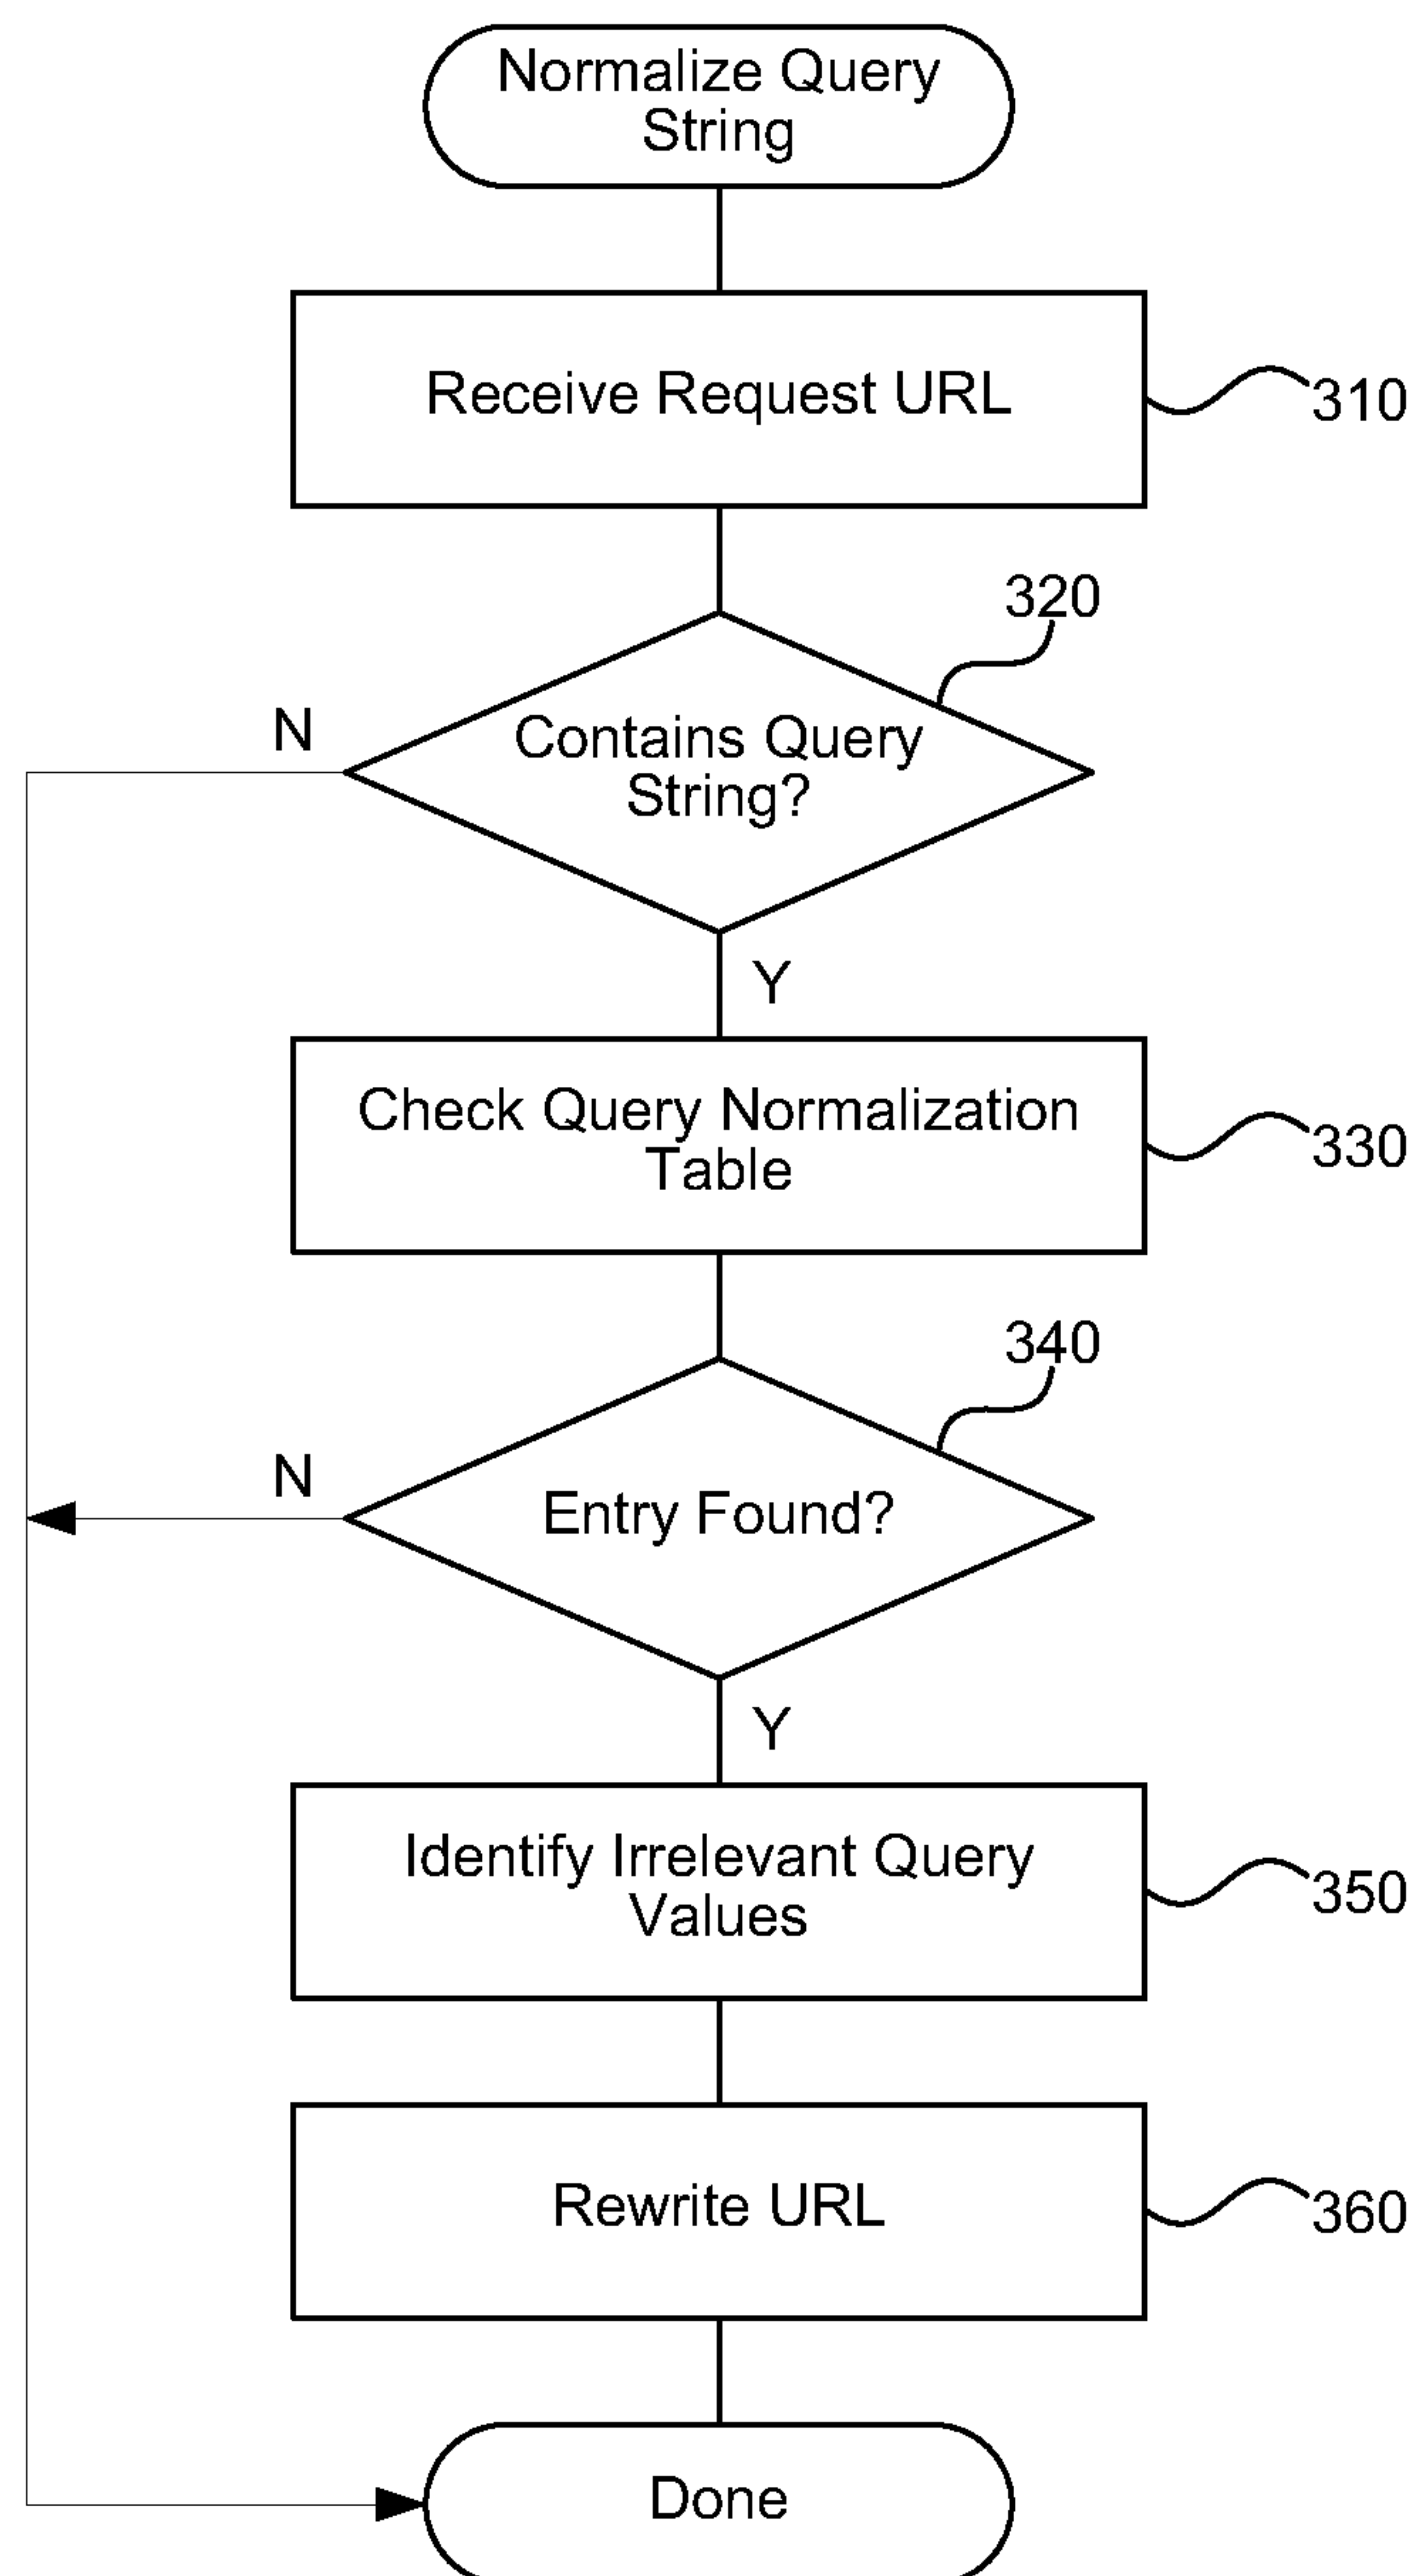 Normalize Query
String
Receive Request URL
310
320
Contains Query
String?
N
Y
Check Query Normalization
Table
330
340
Entry Found?
N
Y
Identify Irrelevant Query
Values
350
Rewrite URL
360
Done